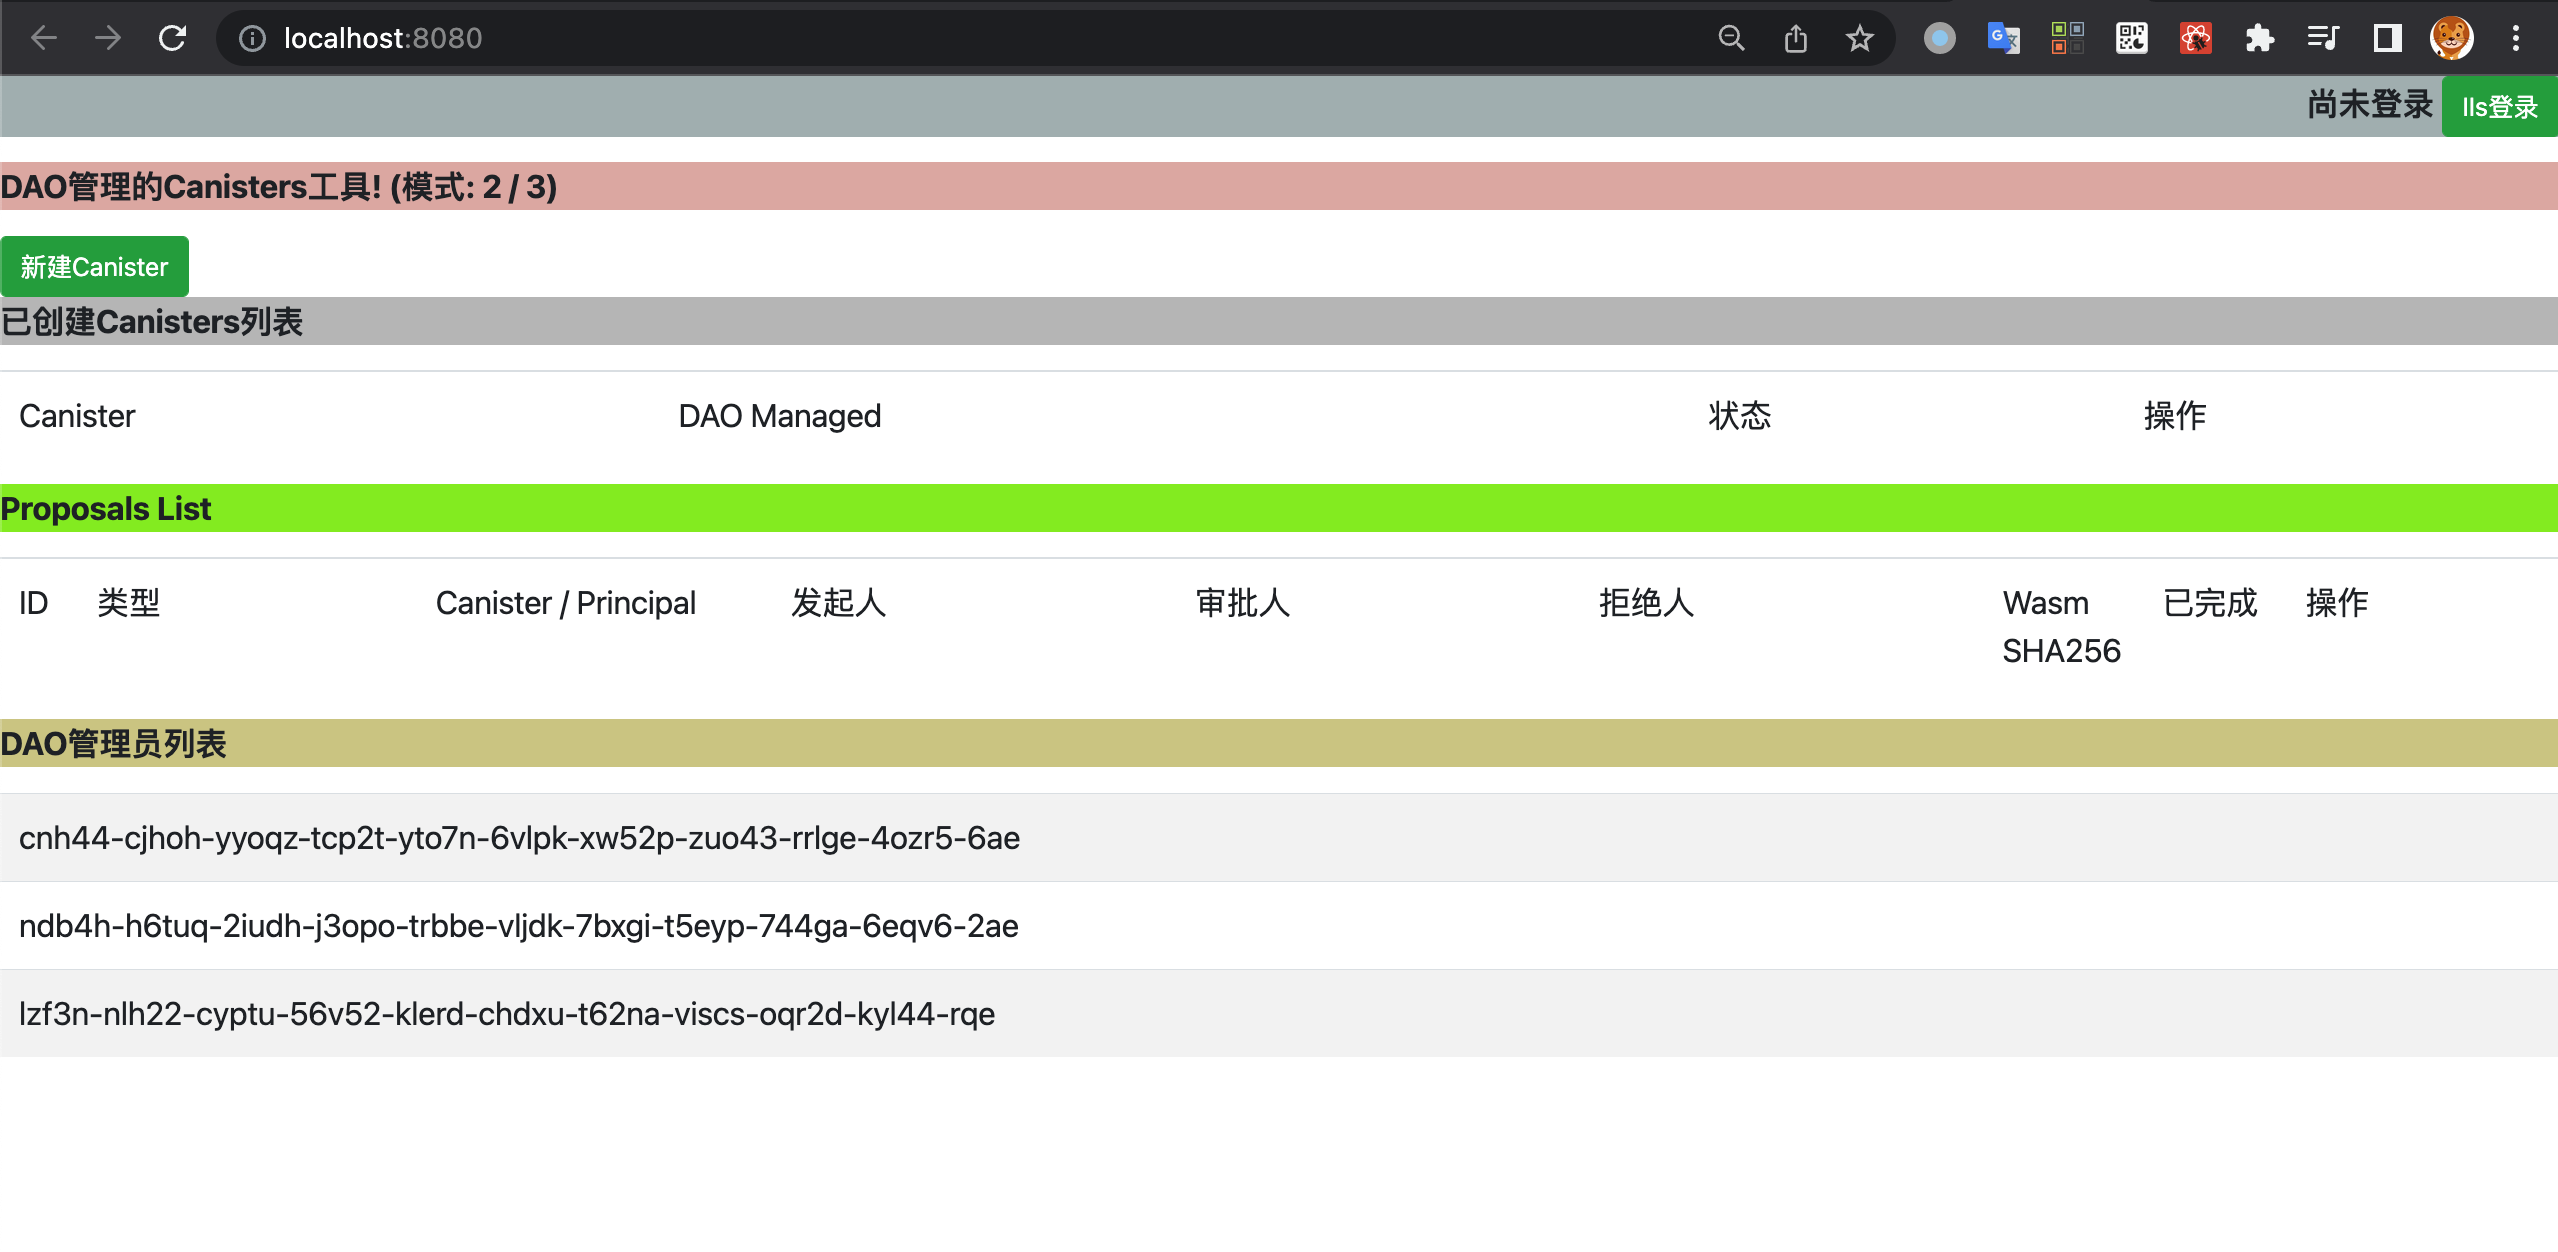 localhost:8080
尚未登录 IIs登录
DAO管理的Canisters工具! (模式: 2 / 3)
新建Canister
已创建Canisters列表
Canister DAO Managed 状态 操作
Proposals List
ID 类型 Canister / Principal 发起人 审批人 拒绝人 Wasm SHA256 已完成 操作
DAO管理员列表
cnh44-cjhoh-yyoqz-tcp2t-yto7n-6vlpk-xw52p-zuo43-rrlge-4ozr5-6ae
ndb4h-h6tuq-2iudh-j3opo-trbbe-vljdk-7bxgi-t5eyp-744ga-6eqv6-2ae
lzf3n-nlh22-cyptu-56v52-klerd-chdxu-t62na-viscs-oqr2d-kyl44-rqe